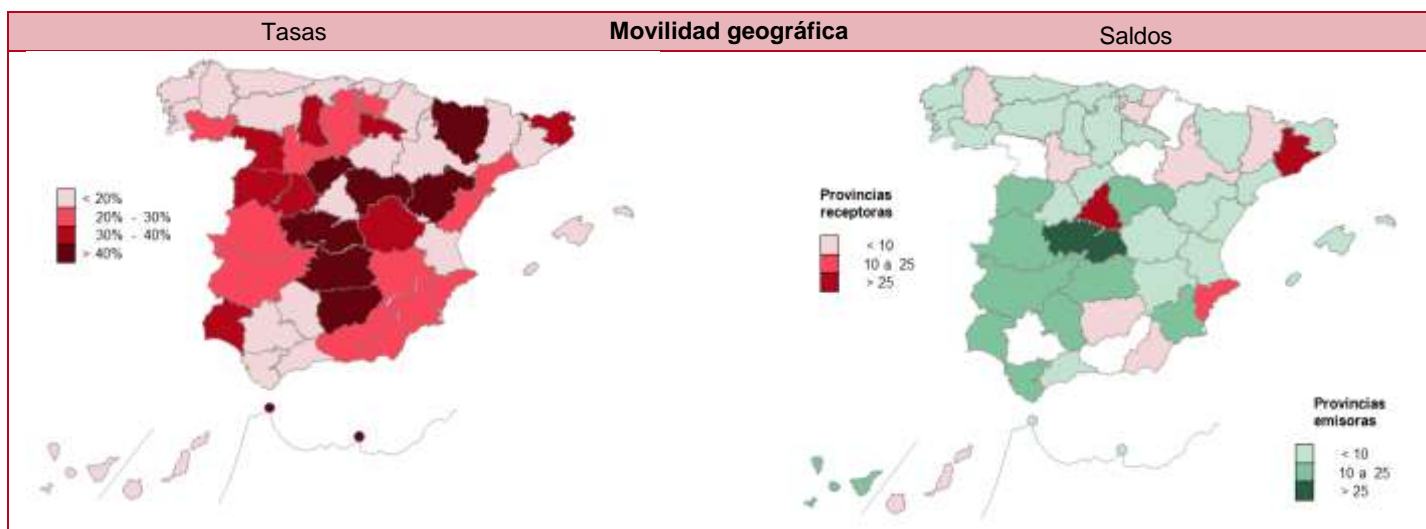 Tasas Movilidad geográfica Saldos
< 20%
20% - 30%
30% - 40%
> 40%
Provincias
receptoras
< 10
10 a 25
> 25
Provincias
emisoras
< 10
10 a 25
> 25